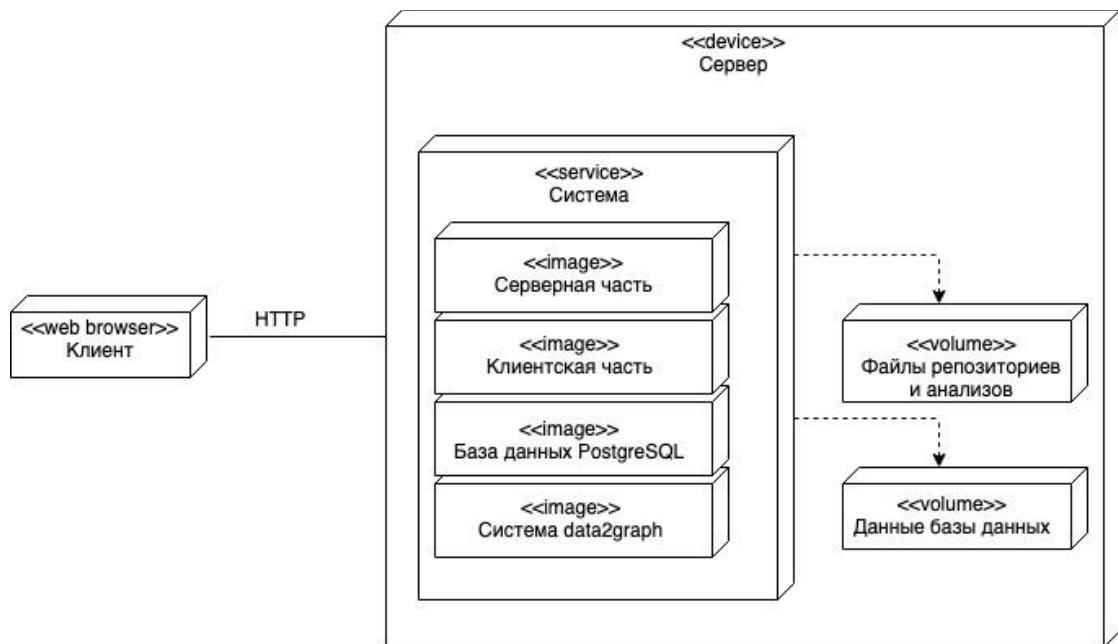 <<device>>
Сервер
<<service>>
Система
<<image>>
Серверная часть
<<image>>
Клиентская часть
<<image>>
База данных PostgreSQL
<<image>>
Система data2graph
<<web browser>>
Клиент
HTTP
<<volume>>
Файлы репозиториев
и анализов
<<volume>>
Данные базы данных